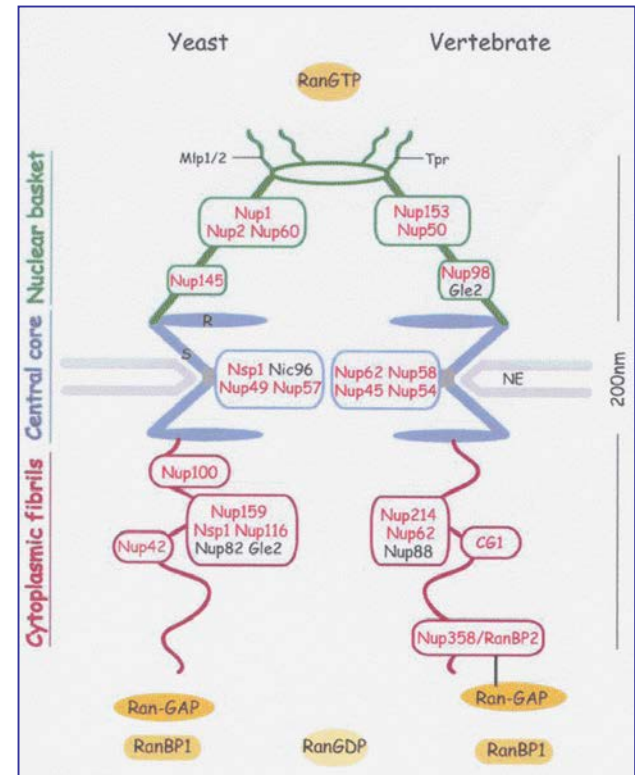 Yeast
Vertebrate
RanGTP
Mlp1/2
Tpr
Nuclear basket
Nup1
Nup2 Nup60
Nup153
Nup50
Nup145
Nup98
Gle2
R
Central core
S
Nsp1 Nic96
Nup49 Nup57
Nup62 Nup58
Nup45 Nup54
NE
200nm
Cytoplasmic fibrils
Nup100
Nup159
Nsp1 Nup116
Nup82 Gle2
Nup42
Nup214
Nup62
Nup88
CG1
Nup358/RanBP2
Ran-GAP
Ran-GAP
RanBP1
RanGDP
RanBP1